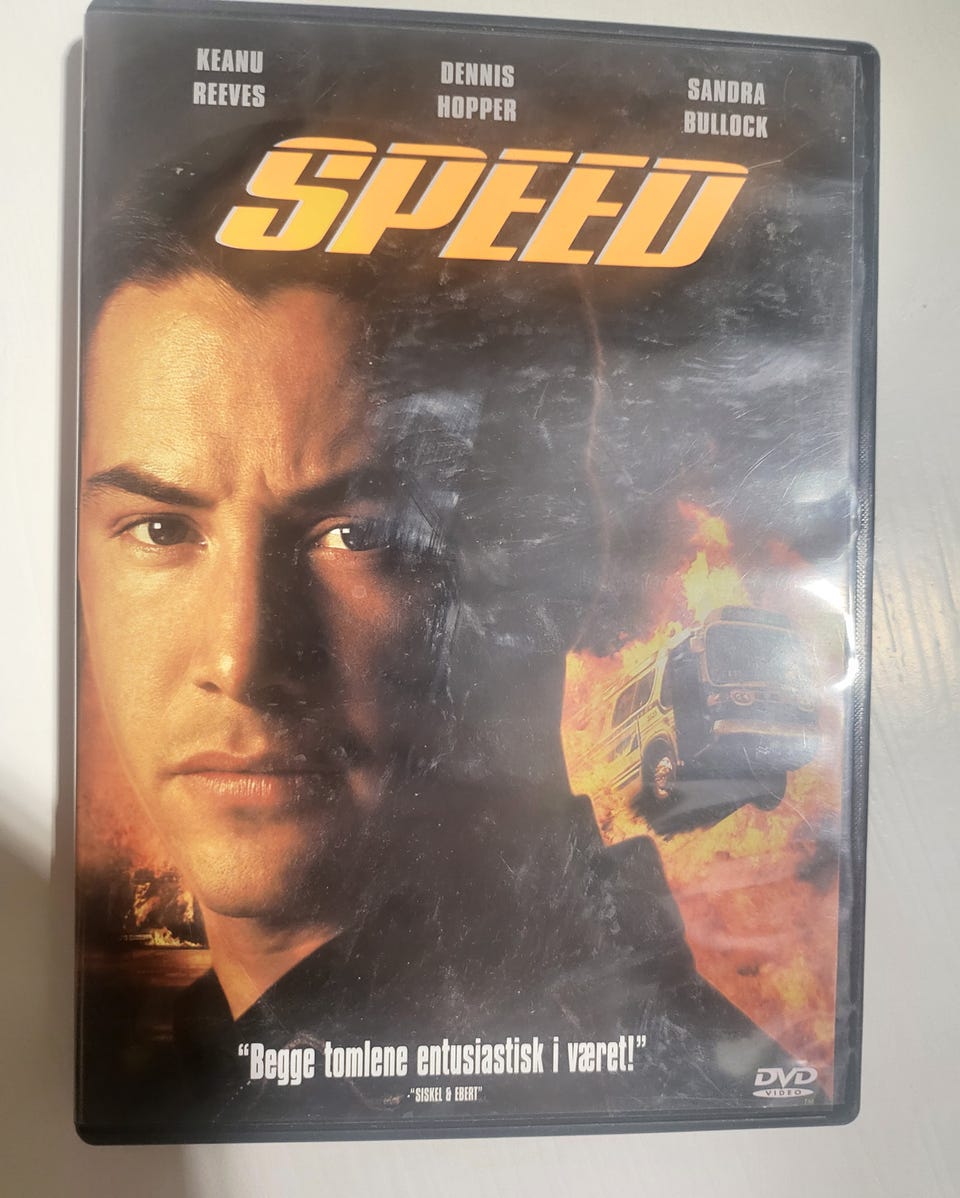 KEANU
REEVES
DENNIS
HOPPER
SANDRA
BULLOCK
SPEED
“Begge tomlene entusiastisk i været!”
-“SISKEL & EBERT”
DVD
VIDEO